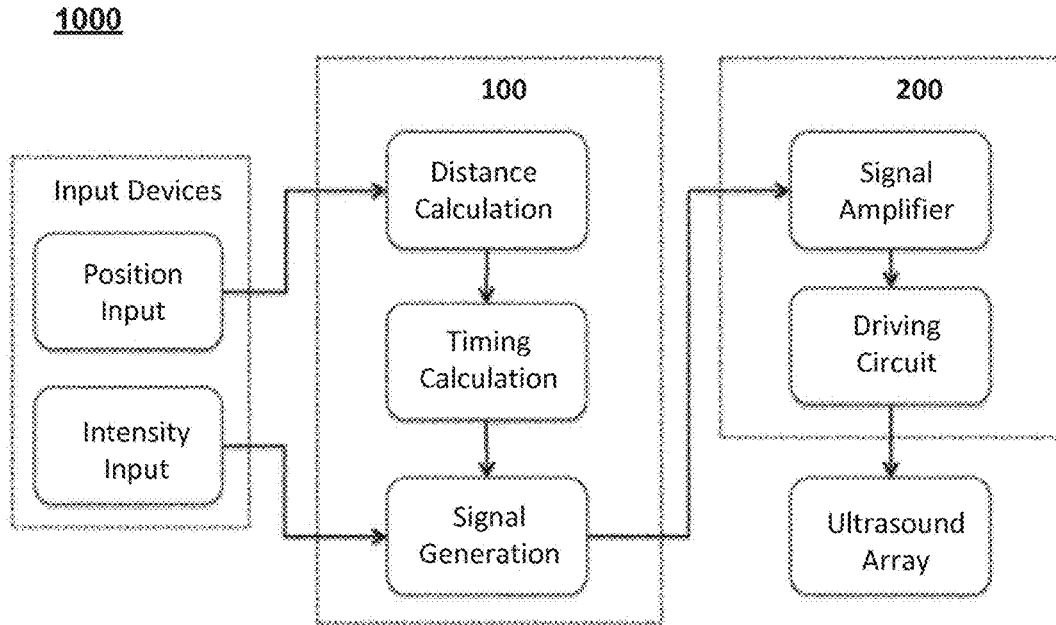 1000
100
200
Input Devices
Position
Input
Intensity
Input
Distance
Calculation
Timing
Calculation
Signal
Generation
Signal
Amplifier
Driving
Circuit
Ultrasound
Array